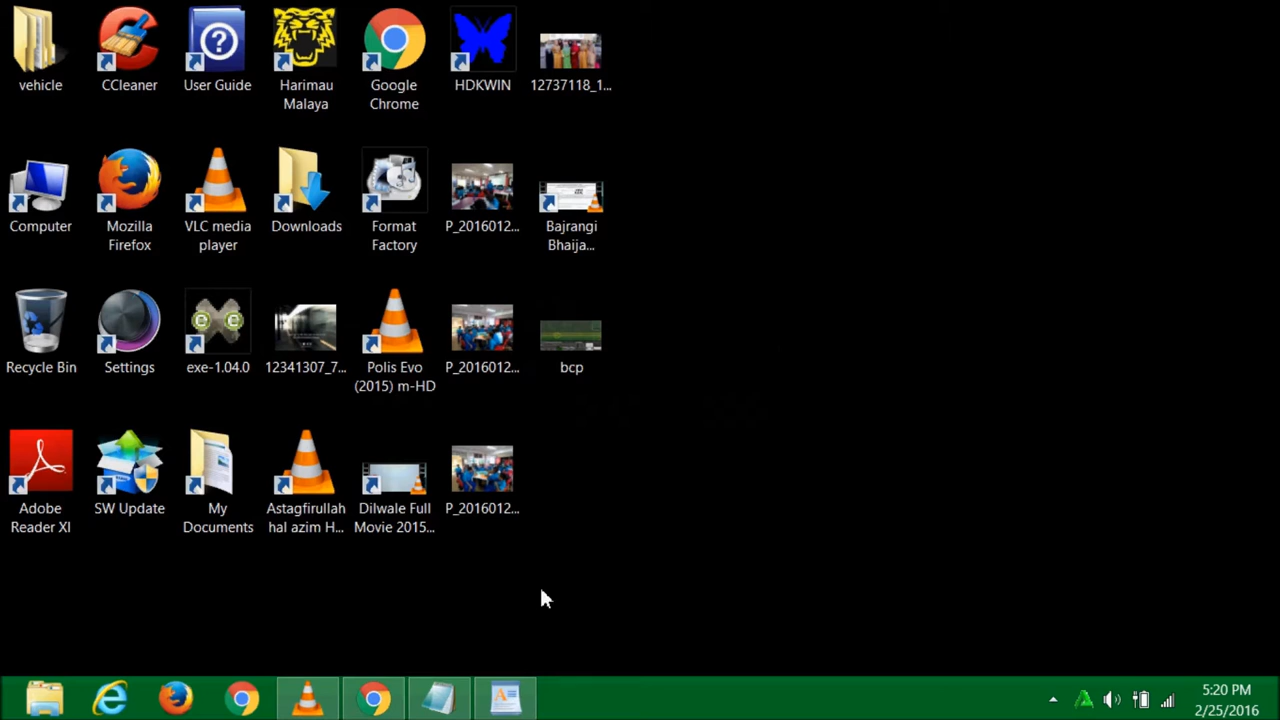 vehicle
CCleaner
User Guide
Harimau
Malaya
Google
Chrome
HDKWIN
12737118_1...
Computer
Mozilla
Firefox
VLC media
player
Downloads
Format
Factory
P_2016012...
Bajrangi
Bhaija...
Recycle Bin
Settings
exe-1.04.0
12341307_7...
Polis Evo
(2015) m-HD
P_2016012...
bcp
Adobe
Reader XI
SW Update
My
Documents
Astagfirullah
hal azim H...
Dilwale Full
Movie 2015...
P_2016012...
5:20 PM
2/25/2016